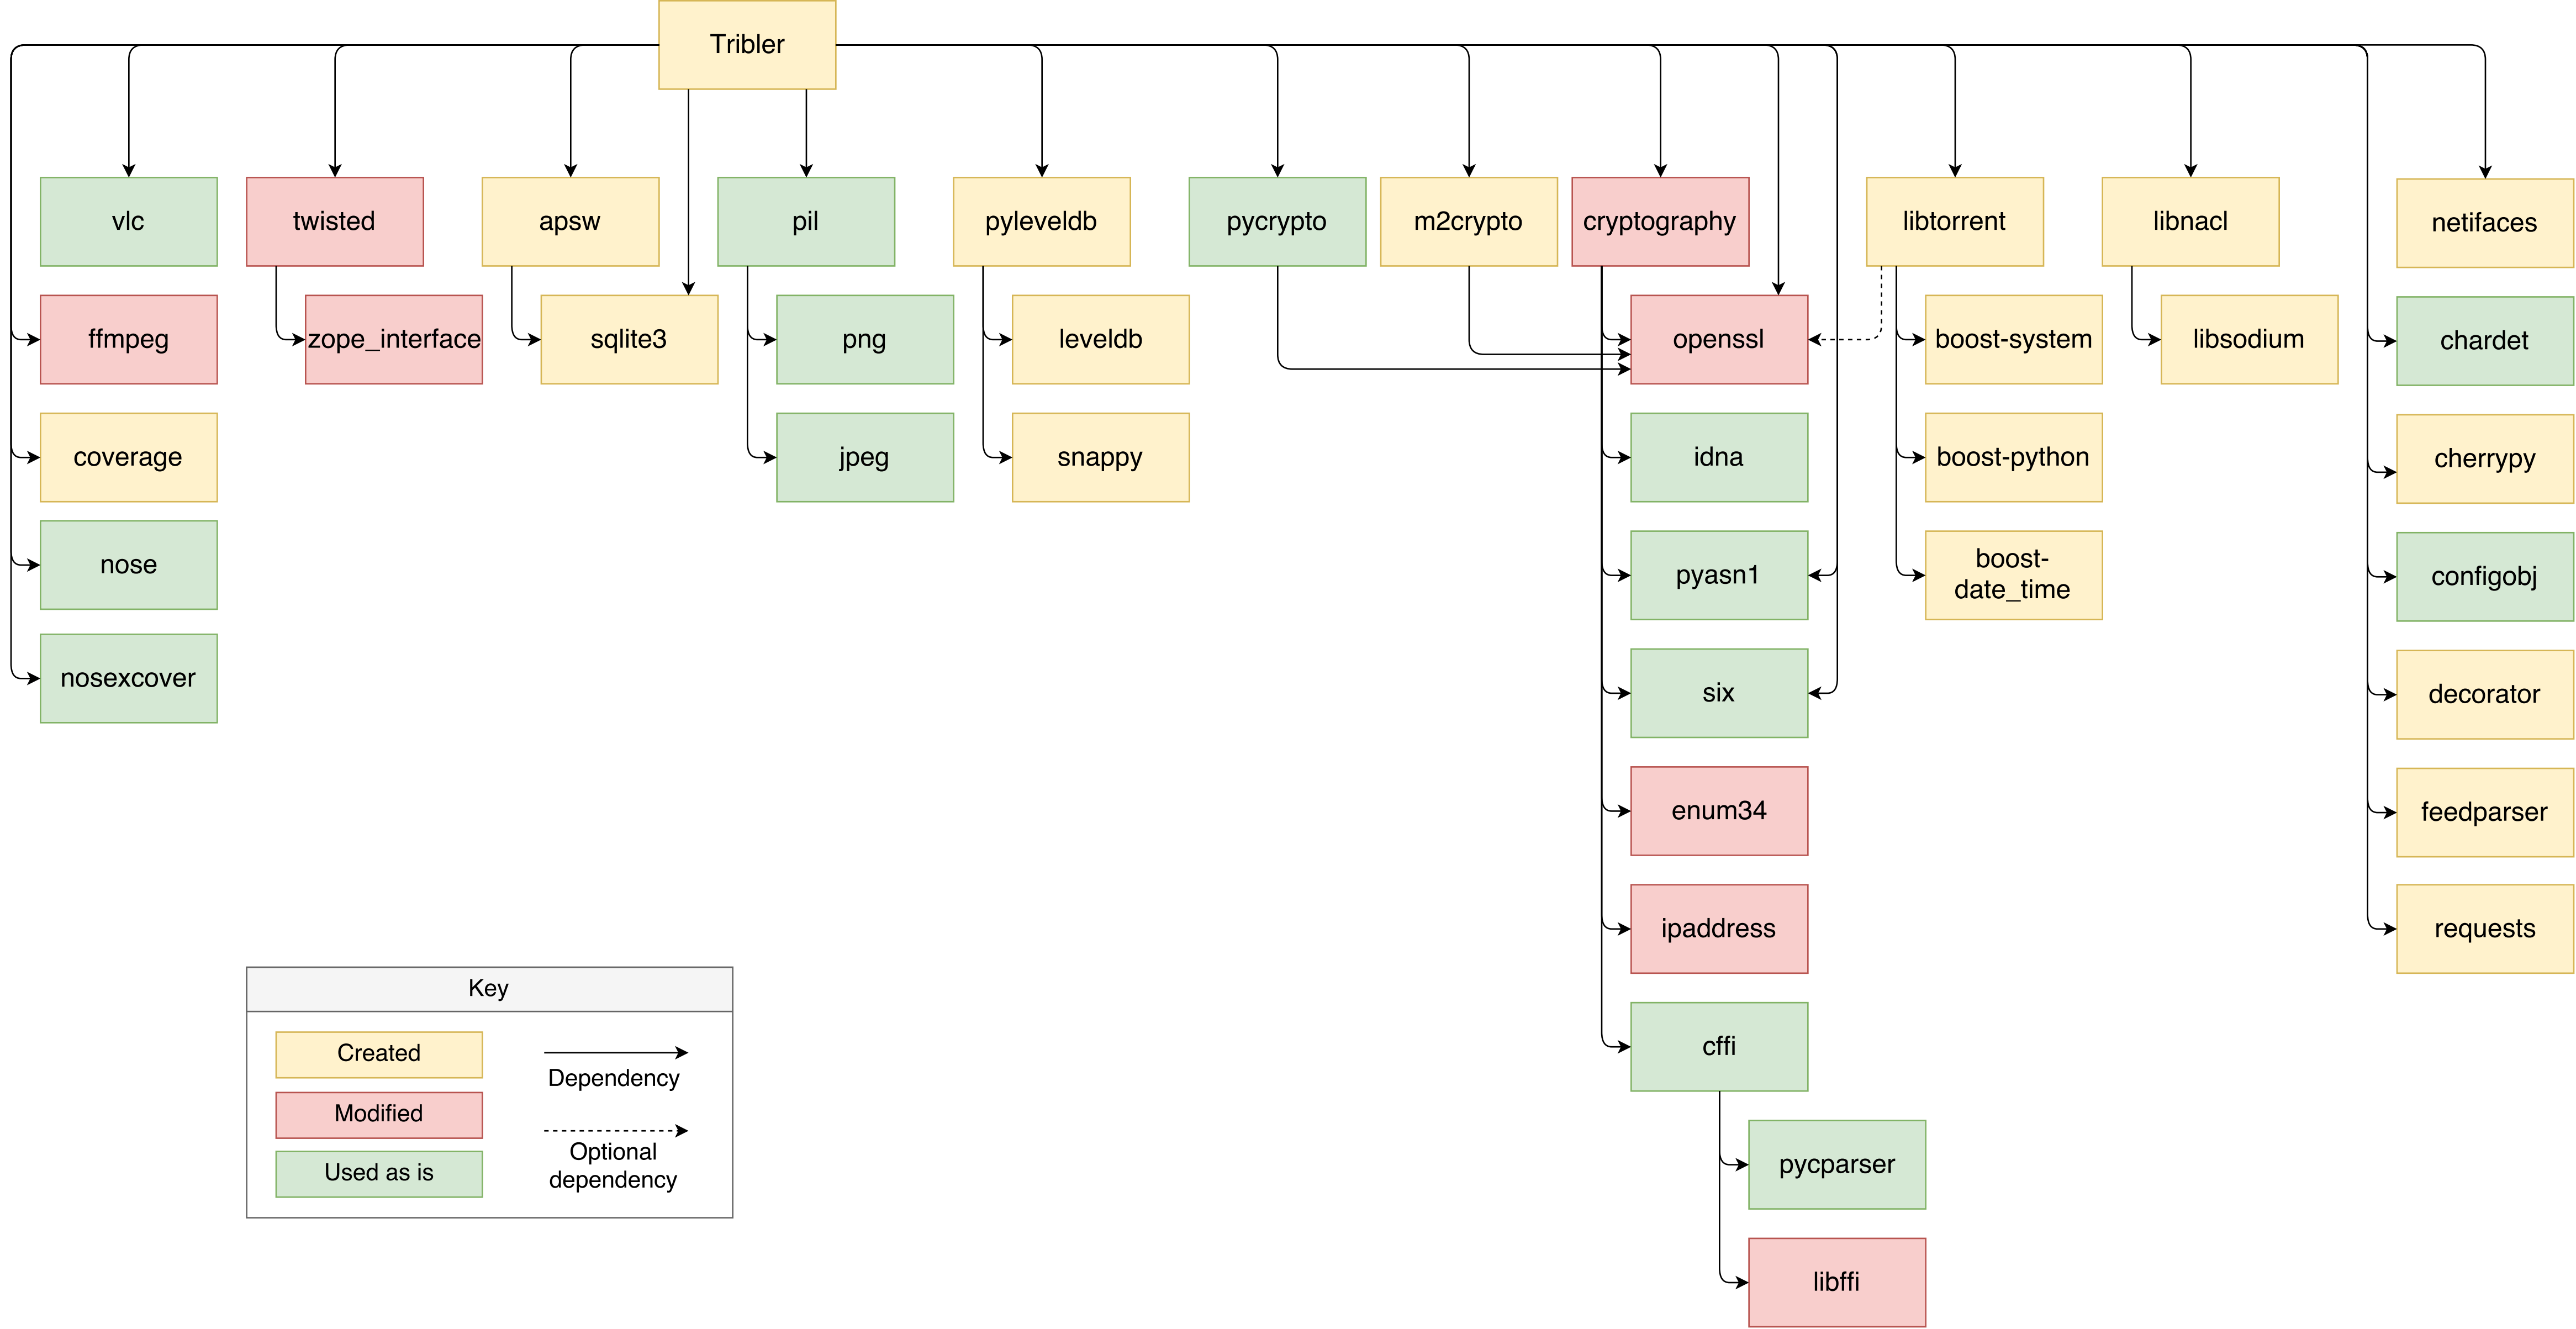 Tribler
vlc
twisted
apsw
pil
pyleveldb
pycrypto
m2crypto
cryptography
libtorrent
libnacl
netifaces
ffmpeg
zope_interface
sqlite3
png
leveldb
openssl
boost-system
libsodium
chardet
coverage
jpeg
snappy
idna
boost-python
cherrypy
nose
pyasn1
boost-
date_time
configobj
nosexcover
six
decorator
enum34
feedparser
ipaddress
requests
cffi
pycparser
libffi
Key
Created
Modified
Used as is
Dependency
Optional
dependency